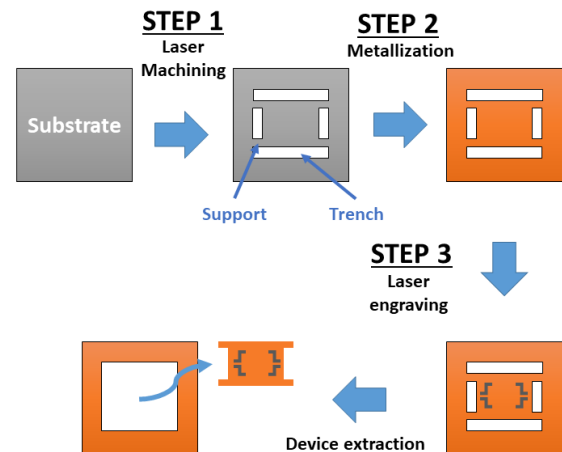 STEP 1
Laser
Machining
STEP 2
Metallization
Substrate
Support
Trench
STEP 3
Laser
engraving
Device extraction